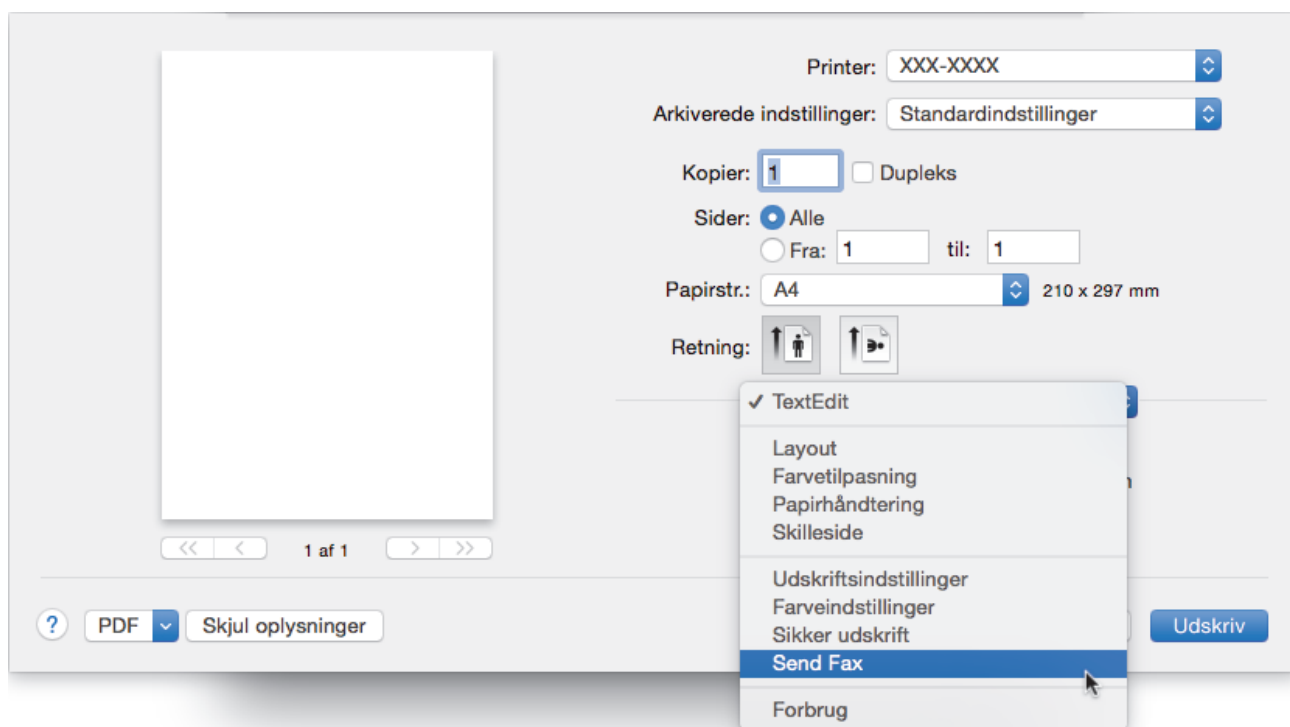 Printer: XXX-XXXX
Arkiverede indstillinger: Standardindstillinger
Kopier: 1 Dupleks
Sider: Alle
Fra: 1 til: 1
Papirstr.: A4 210 x 297 mm
Retning:
✓ TextEdit
Layout
Farvetilpasning
Papirhåndtering
Skilleside
Udskriftsindstillinger
Farveindstillinger
Sikker udskrift
Send Fax
Forbrug
<< < 1 af 1 > >>
? PDF Skjul oplysninger Udskriv